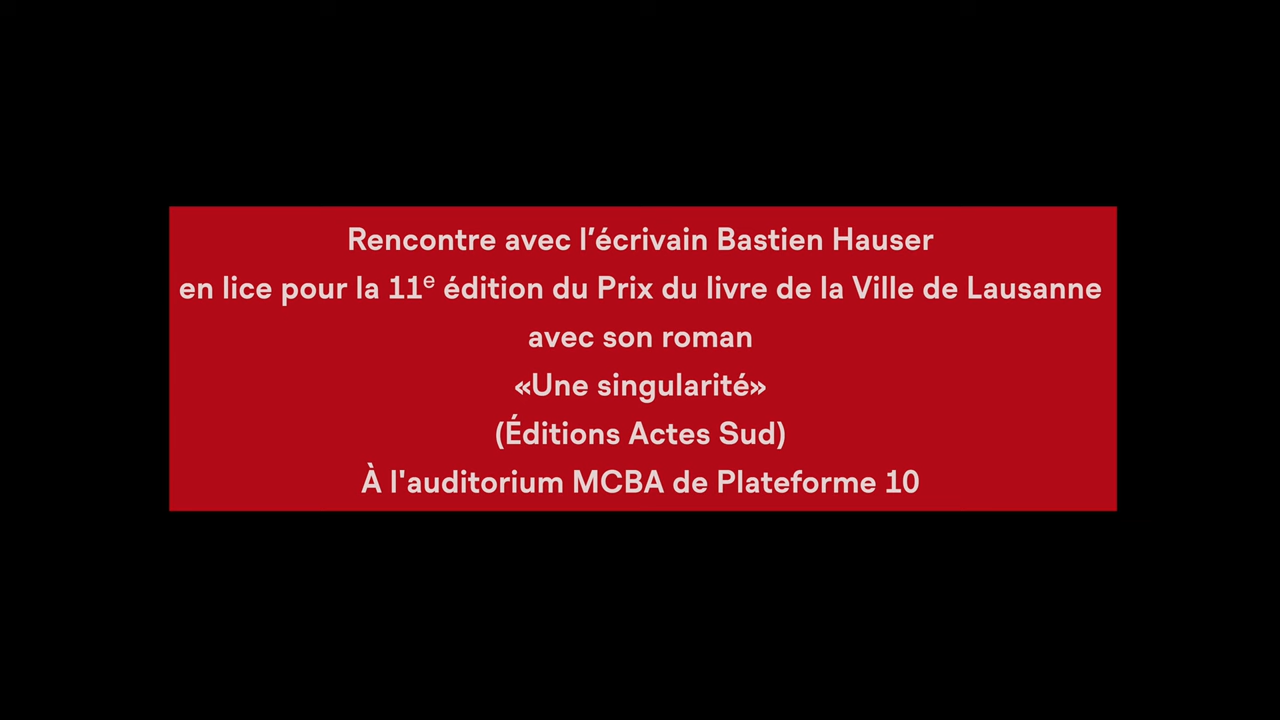 Rencontre avec l’écrivain Bastien Hauser
en lice pour la 11ᵉ édition du Prix du livre de la Ville de Lausanne
avec son roman
«Une singularité»
(Éditions Actes Sud)
À l'auditorium MCBA de Plateforme 10